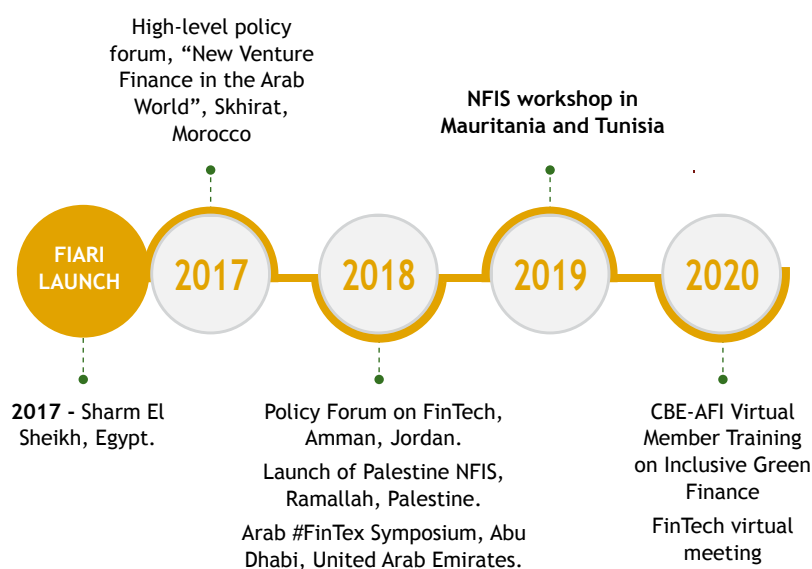 High-level policy
forum, “New Venture
Finance in the Arab
World”, Skhirat,
Morocco
NFIS workshop in
Mauritania and Tunisia
FIARI
LAUNCH
2017
2018
2019
2020
2017 - Sharm El
Sheikh, Egypt.
Policy Forum on FinTech,
Amman, Jordan.
Launch of Palestine NFIS,
Ramallah, Palestine.
Arab #FinTex Symposium, Abu
Dhabi, United Arab Emirates.
CBE-AFI Virtual
Member Training
on Inclusive Green
Finance
FinTech virtual
meeting